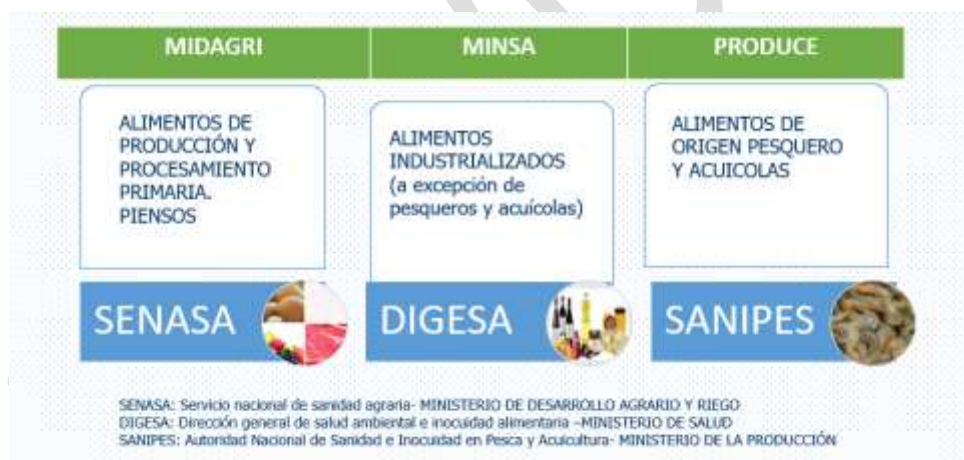 MIDAGRI
MINSA
PRODUCE
ALIMENTOS DE
PRODUCCIÓN Y
PROCESAMIENTO
PRIMARIA.
PIENSOS
ALIMENTOS
INDUSTRIALIZADOS
(a excepción de
pesqueros y acuícolas)
ALIMENTOS DE
ORIGEN PESQUERO
Y ACUICOLAS
SENASA
DIGESA
SANIPES
SENASA: Servicio nacional de sanidad agraria- MINISTERIO DE DESARROLLO AGRARIO Y RIEGO
DIGESA: Dirección general de salud ambiental e inocuidad alimentaria –MINISTERIO DE SALUD
SANIPES: Autoridad Nacional de Sanidad e Inocuidad en Pesca y Acuicultura- MINISTERIO DE LA PRODUCCIÓN